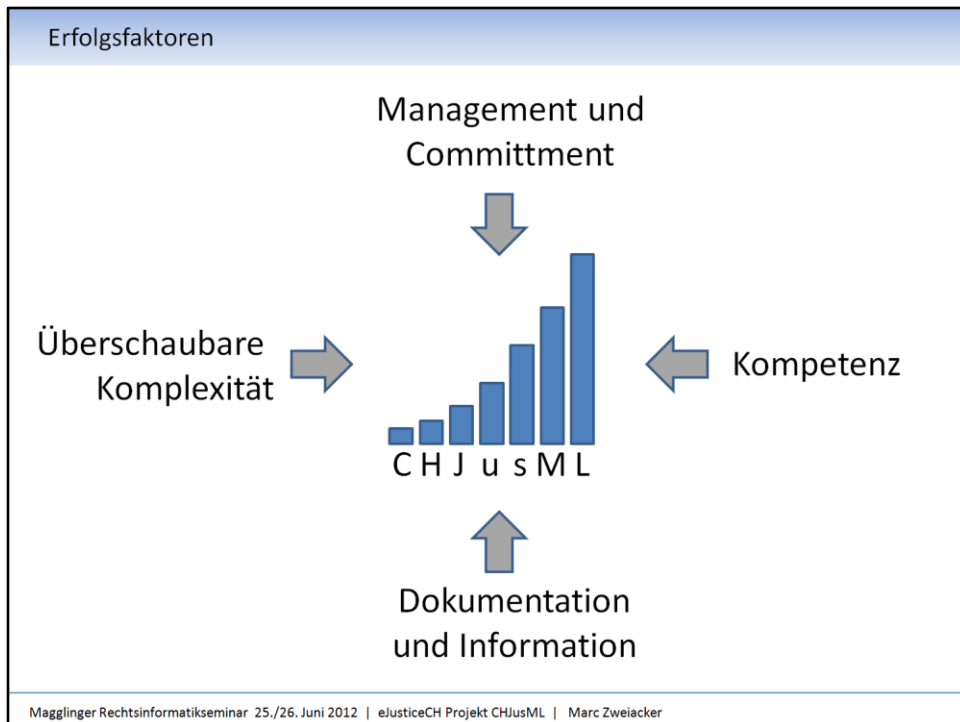 Erfolgsfaktoren
Management und
Committment
Überschaubare
Komplexität
Kompetenz
C H J u s M L
Dokumentation
und Information
Magglinger Rechtsinformatikseminar 25./26. Juni 2012 | eJusticeCH Projekt CHJusML | Marc Zweiacker